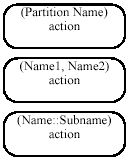 (Partition Name)
action
(Name1, Name2)
action
(Name::Subname)
action